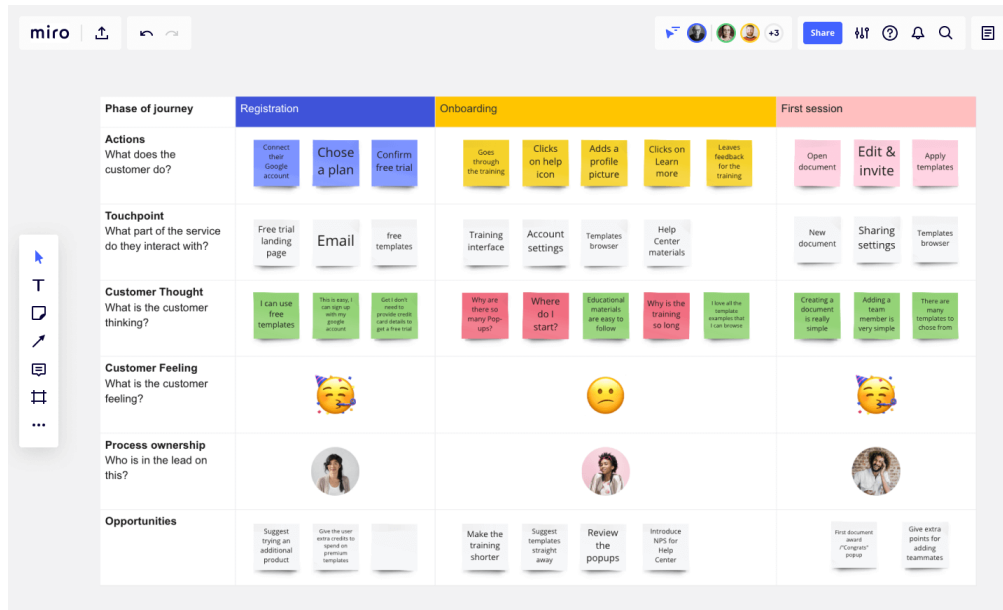 miro
+3
Share
Phase of journey
Registration
Onboarding
First session
Actions
What does the
customer do?
Connect
their
Google
account
Chose
a plan
Confirm
free trial
Goes
through
the training
Clicks
on help
icon
Adds a
profile
picture
Clicks on
Learn
more
Leaves
feedback
for the
training
Open
document
Edit &
invite
Apply
templates
Touchpoint
What part of the service
do they interact with?
Free trial
landing
page
Email
free
templates
Training
interface
Account
settings
Templates
browser
Help
Center
materials
New
document
Sharing
settings
Templates
browser
Customer Thought
What is the customer
thinking?
I can use
free
templates
This is easy, I
can sign up
with my
google
account
Got I don't
need to
provide credit
card details to
get a free trial
Why are
there so
many Pop-
ups?
Where
do I
start?
Educational
materials
are easy to
follow
Why is the
training
so long
I love all the
template
examples that
I can browse
Creating a
document
is really
simple
Adding a
team
member is
very simple
There are
many
templates to
chose from
Customer Feeling
What is the customer
feeling?
Process ownership
Who is in the lead on
this?
Opportunities
Suggest
trying an
additional
product
Give the user
extra credits to
spend on
premium
templates
Make the
training
shorter
Suggest
templates
straight
away
Review
the
popups
Introduce
NPS for
Help
Center
First document
award
/"Congrats"
popup
Give extra
points for
adding
teammates